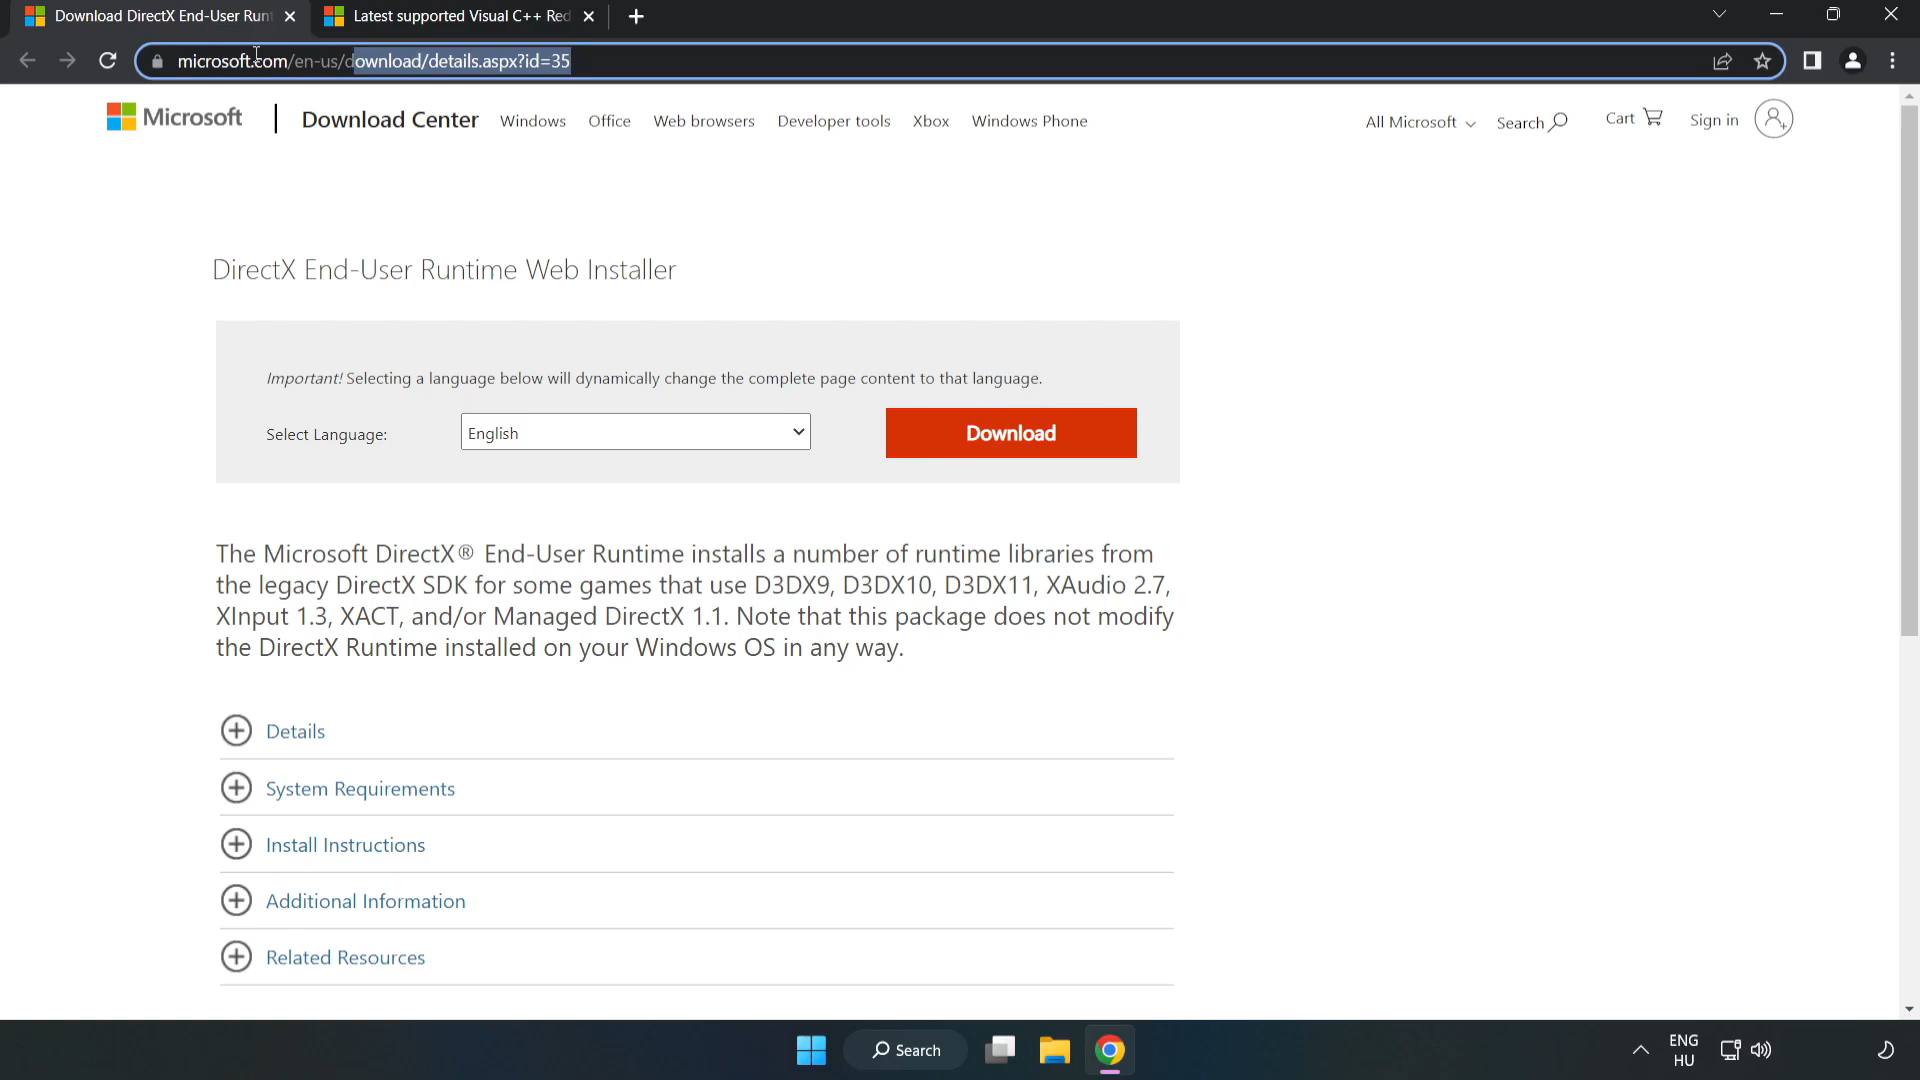 Download DirectX End-User Runt
Latest supported Visual C++ Red
microsoft.com/en-us/download/details.aspx?id=35
Microsoft
Download Center
Windows
Office
Web browsers
Developer tools
Xbox
Windows Phone
All Microsoft
Search
Cart
Sign in
DirectX End-User Runtime Web Installer
Important! Selecting a language below will dynamically change the complete page content to that language.
Select Language:
English
Download
The Microsoft DirectX® End-User Runtime installs a number of runtime libraries from
the legacy DirectX SDK for some games that use D3DX9, D3DX10, D3DX11, XAudio 2.7,
XInput 1.3, XACT, and/or Managed DirectX 1.1. Note that this package does not modify
the DirectX Runtime installed on your Windows OS in any way.
Details
System Requirements
Install Instructions
Additional Information
Related Resources
Search
ENG
HU